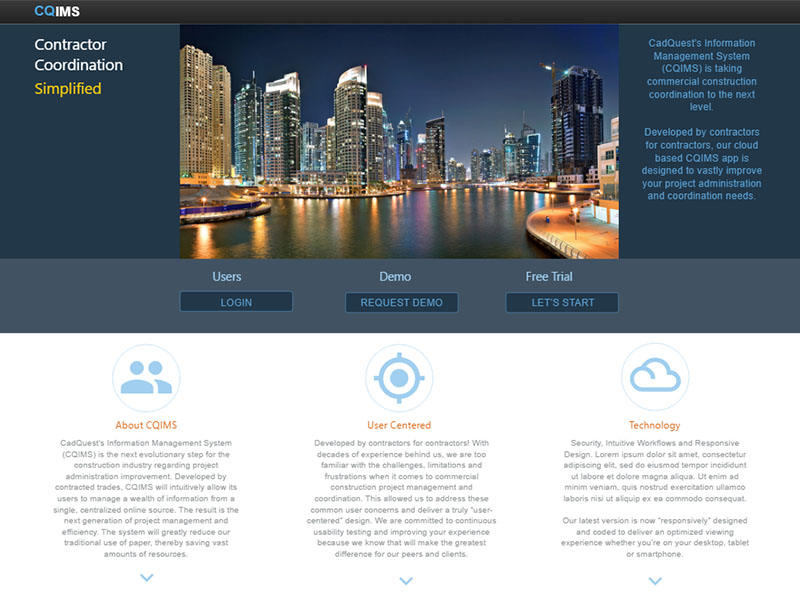 CQIMS
Contractor
Coordination
Simplified
CadQuest's Information
Management System
(CQIMS) is taking
commercial construction
coordination to the next
level.
Developed by contractors
for contractors, our cloud
based CQIMS app is
designed to vastly improve
your project administration
and coordination needs.
Users
LOGIN
Demo
REQUEST DEMO
Free Trial
LET'S START
About CQIMS
CadQuest's Information Management System
(CQIMS) is the next evolutionary step for the
construction industry regarding project
administration improvement. Developed by
contracted trades, CQIMS will intuitively allow its
users to manage a wealth of information from a
single, centralized online source. The result is the
next generation of project management and
efficiency. The system will greatly reduce our
traditional use of paper, thereby saving vast
amounts of resources.
User Centered
Developed by contractors for contractors! With
decades of experience behind us, we are too
familiar with the challenges, limitations and
frustrations when it comes to commercial
construction project management and
coordination. This allowed us to address these
common user concerns and deliver a truly "user-
centered" design. We are committed to continuous
usability testing and improving your experience
because we know that will make the greatest
difference for our peers and clients.
Technology
Security, Intuitive Workflows and Responsive
Design. Lorem ipsum dolor sit amet, consectetur
adipiscing elit, sed do eiusmod tempor incididunt
ut labore et dolore magna aliqua. Ut enim ad
minim veniam, quis nostrud exercitation ullamco
laboris nisi ut aliquip ex ea commodo consequat.
Our latest version is now "responsively" designed
and coded to deliver an optimized viewing
experience whether you're on your desktop, tablet
or smartphone.